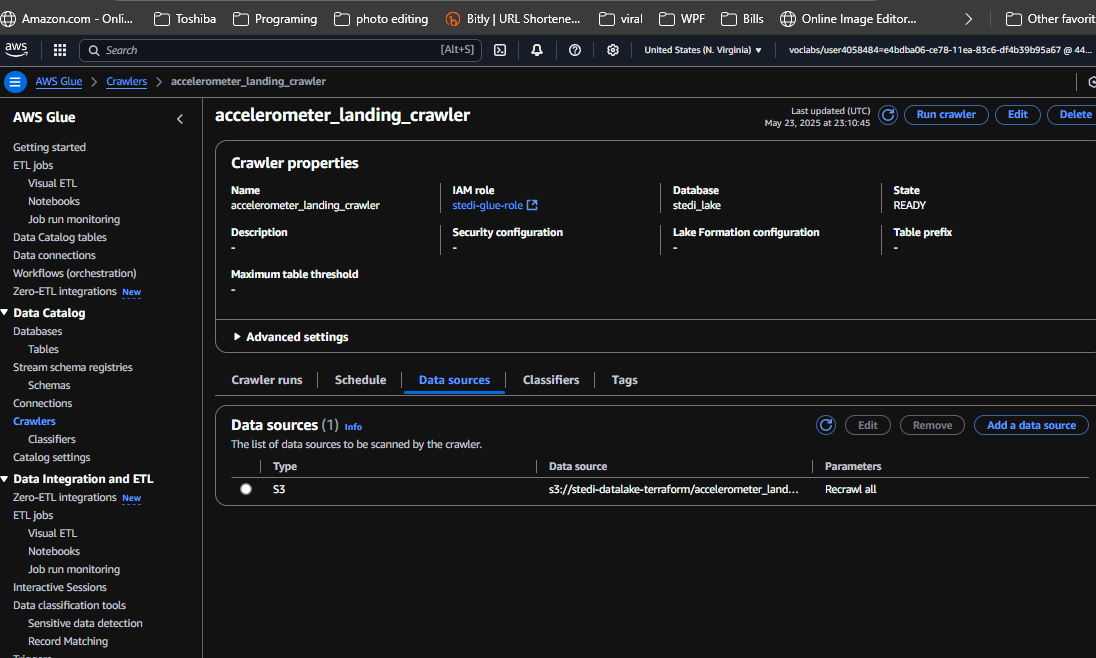 Amazon.com - Onli... Toshiba Programing photo editing Bitly | URL Shortene... viral WPF Bills Online Image Editor... Other favorit
aws Search [Alt+S] United States (N. Virginia) voclabs/user4058484=e4bdba06-ce78-11ea-83c6-df4b39b95a67 @ 44...
AWS Glue Crawlers accelerometer_landing_crawler
AWS Glue
Getting started
ETL jobs
Visual ETL
Notebooks
Job run monitoring
Data Catalog tables
Data connections
Workflows (orchestration)
Zero-ETL integrations New
Data Catalog
Databases
Tables
Stream schema registries
Schemas
Connections
Crawlers
Classifiers
Catalog settings
Data Integration and ETL
Zero-ETL integrations New
ETL jobs
Visual ETL
Notebooks
Job run monitoring
Interactive Sessions
Data classification tools
Sensitive data detection
Record Matching
Triggers
accelerometer_landing_crawler
Last updated (UTC)
May 23, 2025 at 23:10:45
Run crawler Edit Delete
Crawler properties
Name IAM role Database State
accelerometer_landing_crawler stedi-glue-role stedi_lake READY
Description Security configuration Lake Formation configuration Table prefix
- - - -
Maximum table threshold
-
Advanced settings
Crawler runs Schedule Data sources Classifiers Tags
Data sources (1) Info
Edit Remove Add a data source
The list of data sources to be scanned by the crawler.
Type Data source Parameters
S3 s3://stedi-datalake-terraform/accelerometer_land... Recrawl all